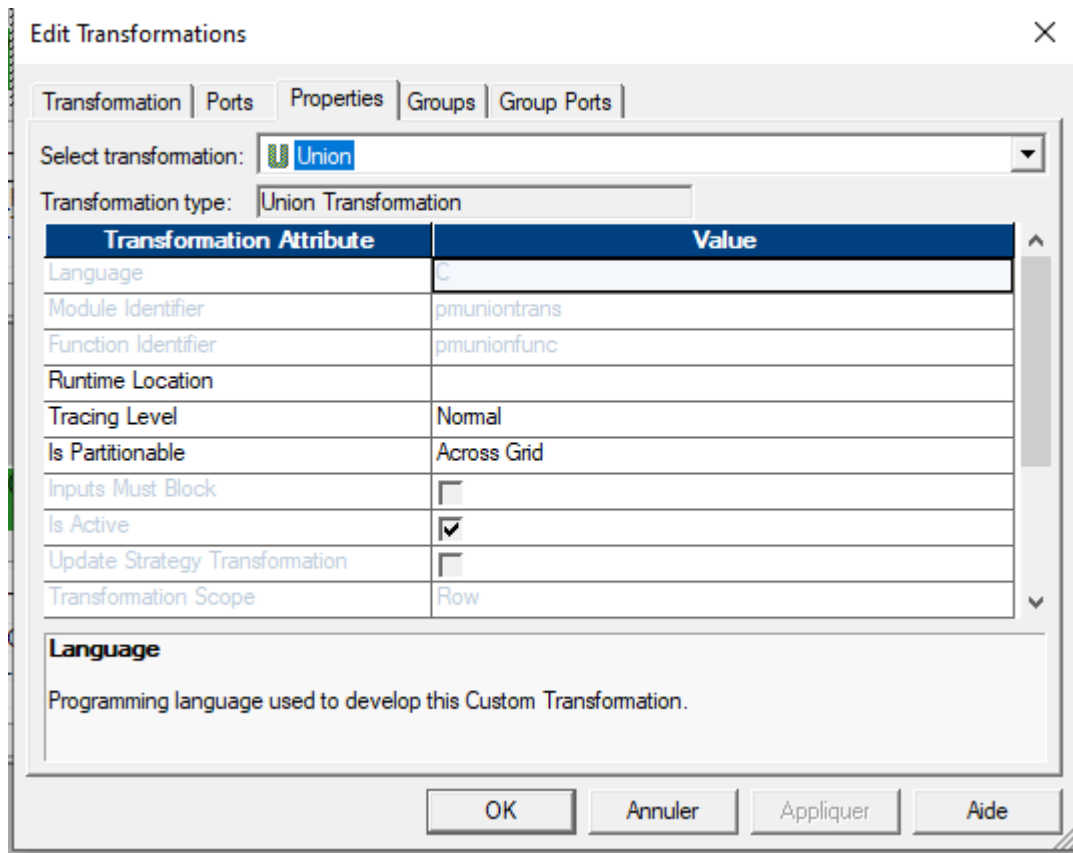 Edit Transformations
Transformation Ports Properties Groups Group Ports
Select transformation: Union
Transformation type: Union Transformation
Transformation Attribute Value
Language C
Module Identifier pmuniontrans
Function Identifier pmunionfunc
Runtime Location
Tracing Level Normal
Is Partitionable Across Grid
Inputs Must Block
Is Active
Update Strategy Transformation
Transformation Scope Row
Language
Programming language used to develop this Custom Transformation.
OK Annuler Appliquer Aide